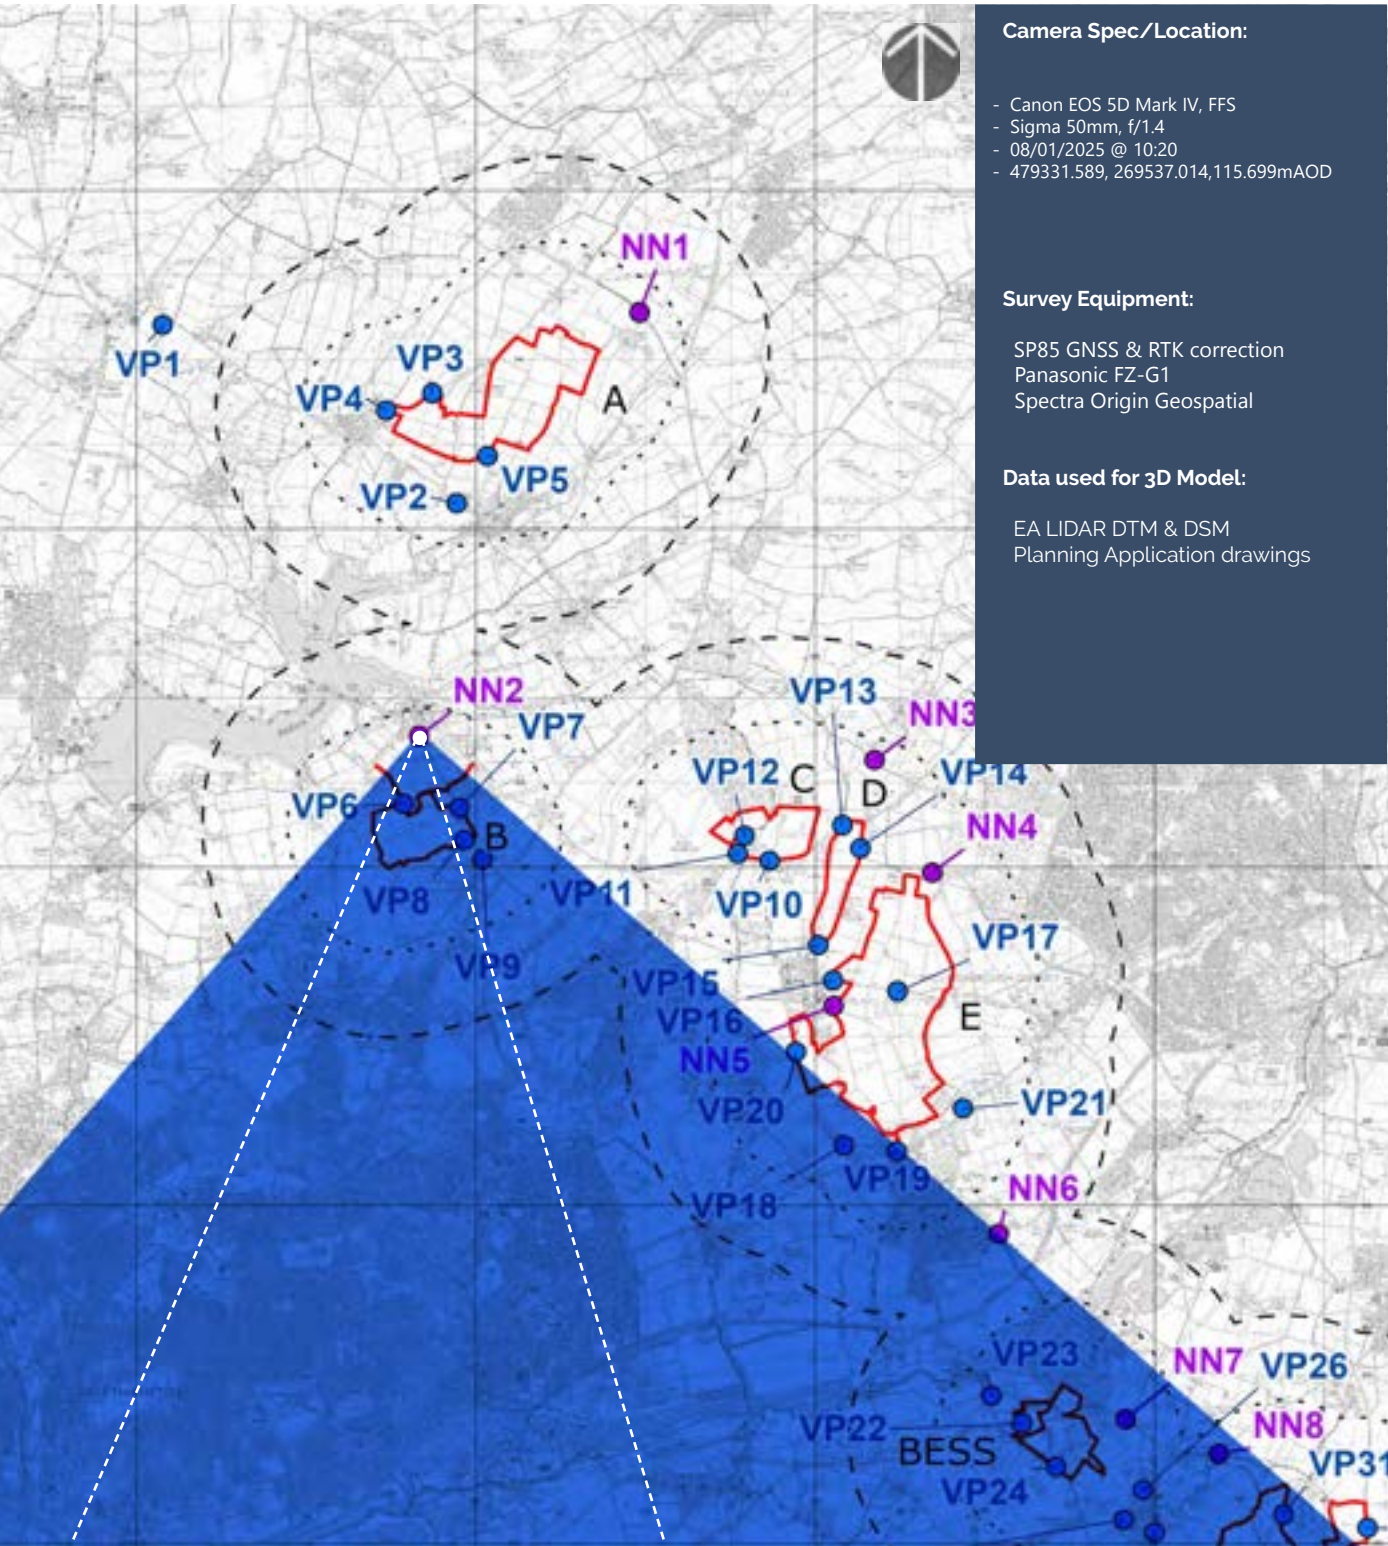 Camera Spec/Location:
- Canon EOS 5D Mark IV, FFS
- Sigma 50mm, f/1.4
- 08/01/2025 @ 10:20
- 479331.589, 269537.014,115.699mAOD
Survey Equipment:
SP85 GNSS & RTK correction
Panasonic FZ-G1
Spectra Origin Geospatial
Data used for 3D Model:
EA LIDAR DTM & DSM
Planning Application drawings
NN1
VP1
VP3
VP4
A
VP5
VP2
NN2
VP7
VP13
NN3
VP12
C
D
VP14
VP6
B
NN4
VP8
VP11
VP10
VP17
VP9
VP15
VP16
E
NN5
VP20
VP21
VP19
NN6
VP18
VP23
NN7
VP26
VP22
BESS
NN8
VP24
VP31